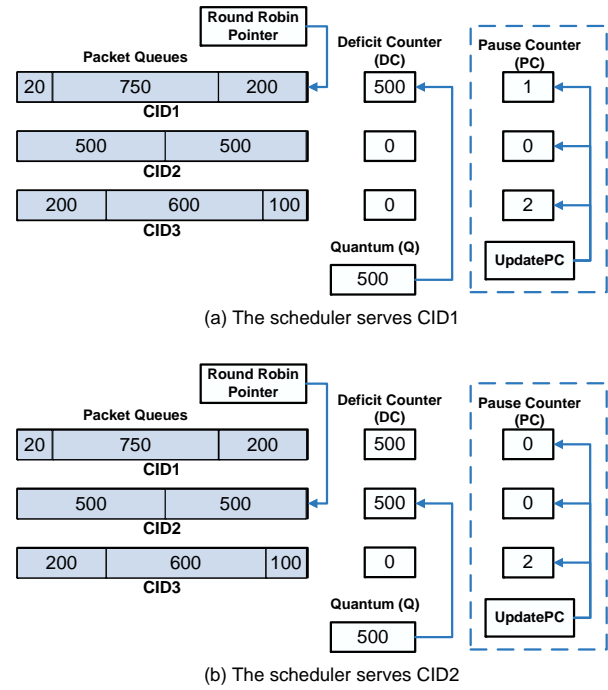 Round Robin
Pointer
Packet Queues
Deficit Counter
(DC)
Pause Counter
(PC)
20 750 200
500
1
CID1
500 500
0
0
CID2
200 600 100
0
2
CID3
Quantum (Q)
UpdatePC
500
(a) The scheduler serves CID1
Round Robin
Pointer
Packet Queues
Deficit Counter
(DC)
Pause Counter
(PC)
20 750 200
500
0
CID1
500 500
500
0
CID2
200 600 100
0
2
CID3
Quantum (Q)
UpdatePC
500
(b) The scheduler serves CID2